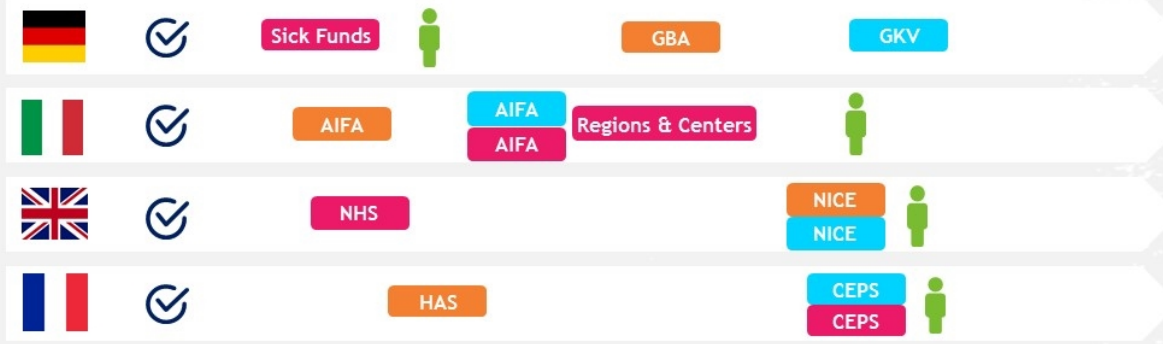 Sick Funds
GBA
GKV
AIFA
AIFA
AIFA
Regions & Centers
NHS
NICE
NICE
HAS
CEPS
CEPS